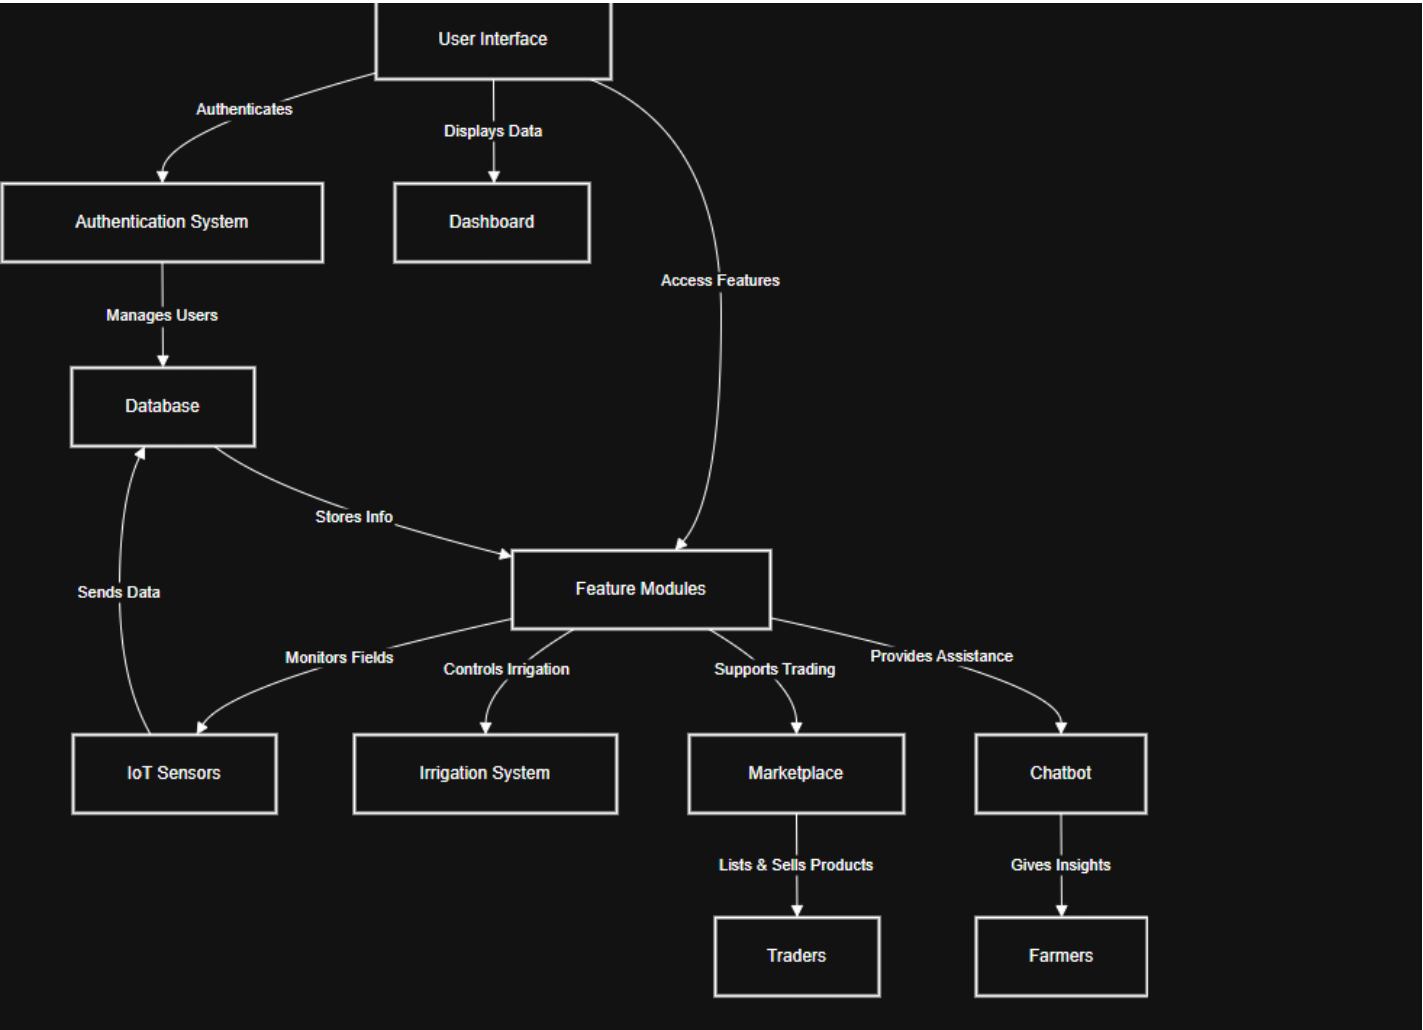 User Interface
Authenticates
Displays Data
Authentication System
Dashboard
Access Features
Manages Users
Database
Stores Info
Sends Data
Feature Modules
Monitors Fields
Controls Irrigation
Supports Trading
Provides Assistance
IoT Sensors
Irrigation System
Marketplace
Chatbot
Lists & Sells Products
Gives Insights
Traders
Farmers